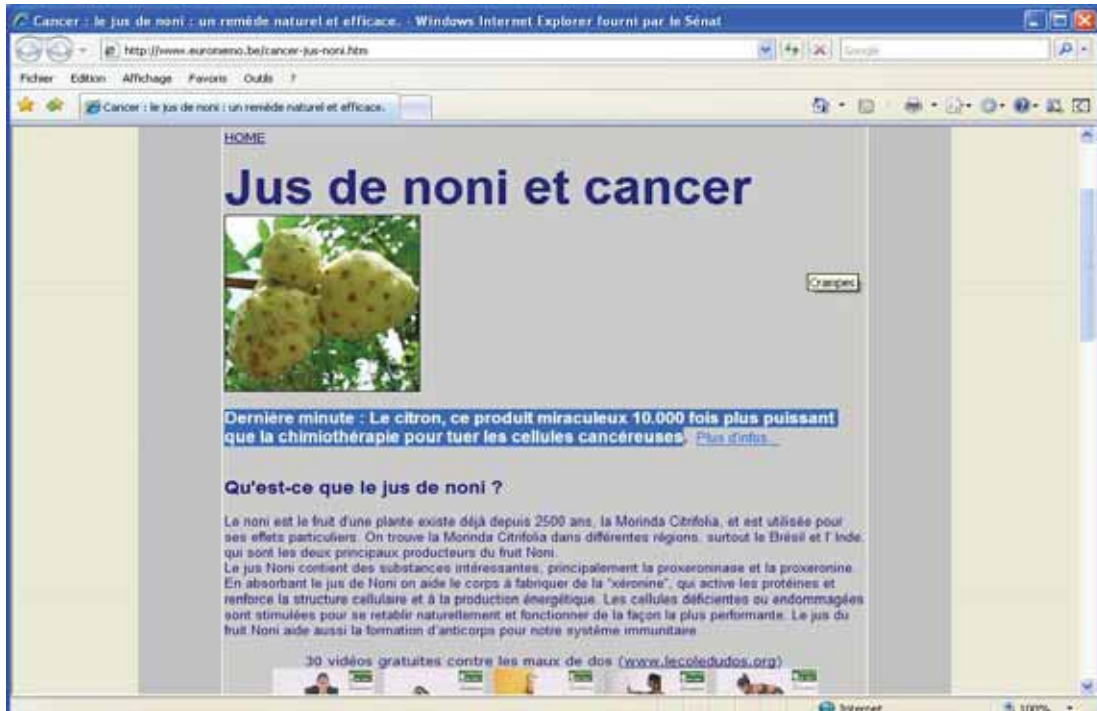 Cancer : le jus de noni : un remède naturel et efficace. - Windows Internet Explorer fourni par le Sénat
http://www.euronemo.be/cancer-jus-noni.htm
Google
Fichier Edition Affichage Favoris Outils ?
Cancer : le jus de noni : un remède naturel et efficace.
HOME
Jus de noni et cancer
Crampes
Dernière minute : Le citron, ce produit miraculeux 10.000 fois plus puissant
que la chimiothérapie pour tuer les cellules cancéreuses. Plus d'infos...
Qu'est-ce que le jus de noni ?
Le noni est le fruit d'une plante existe déjà depuis 2500 ans, la Morinda Citrifolia, et est utilisée pour
ses effets particuliers. On trouve la Morinda Citrifolia dans différentes régions, surtout le Brésil et l' Inde,
qui sont les deux principaux producteurs du fruit Noni.
Le jus Noni contient des substances intéressantes, principalement la proxeroninase et la proxeronine.
En absorbant le jus de Noni on aide le corps à fabriquer de la "xéronine", qui active les protéines et
renforce la structure cellulaire et à la production énergétique. Les cellules déficientes ou endommagées
sont stimulées pour se retablir naturellement et fonctionner de la façon la plus performante. Le jus du
fruit Noni aide aussi la formation d'anticorps pour notre système immunitaire
30 vidéos gratuites contre les maux de dos (www.lecoledudos.org)
Internet
100%